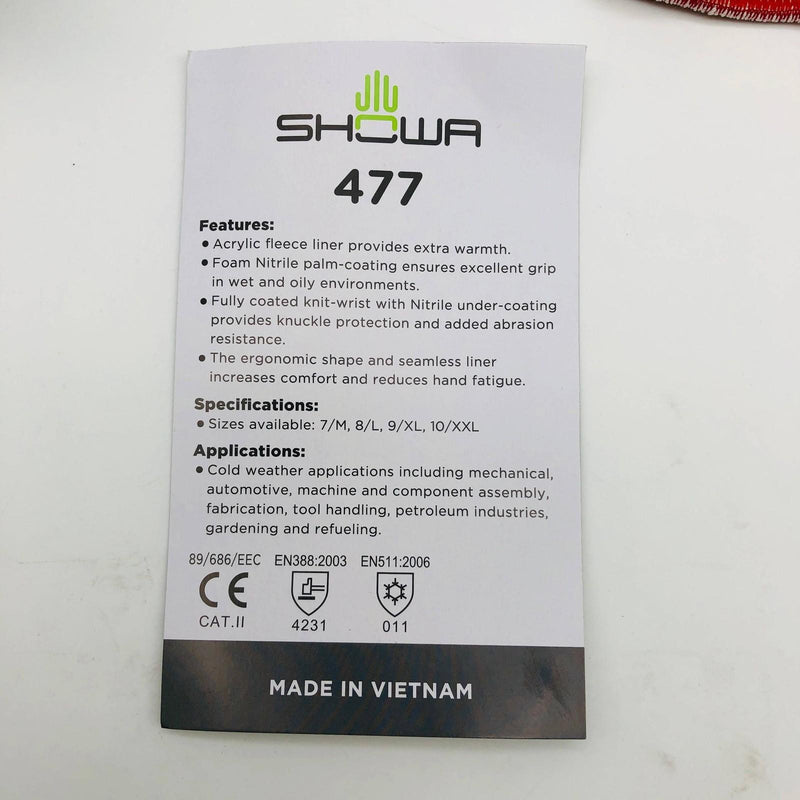 SHOWA
477
Features:
• Acrylic fleece liner provides extra warmth.
• Foam Nitrile palm-coating ensures excellent grip
in wet and oily environments.
• Fully coated knit-wrist with Nitrile under-coating
provides knuckle protection and added abrasion
resistance.
• The ergonomic shape and seamless liner
increases comfort and reduces hand fatigue.
Specifications:
• Sizes available: 7/M, 8/L, 9/XL, 10/XXL
Applications:
• Cold weather applications including mechanical,
automotive, machine and component assembly,
fabrication, tool handling, petroleum industries,
gardening and refueling.
89/686/EEC EN388:2003 EN511:2006
CE
CAT.II 4231 011
MADE IN VIETNAM